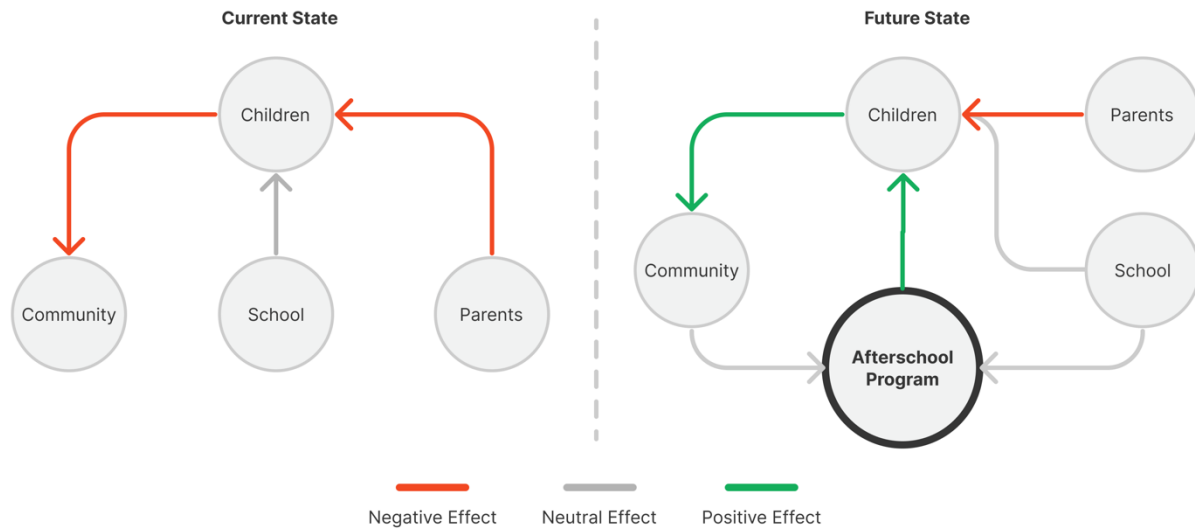 Current State
Children
Community
School
Parents
Future State
Children
Parents
Community
School
Afterschool
Program
Negative Effect
Neutral Effect
Positive Effect